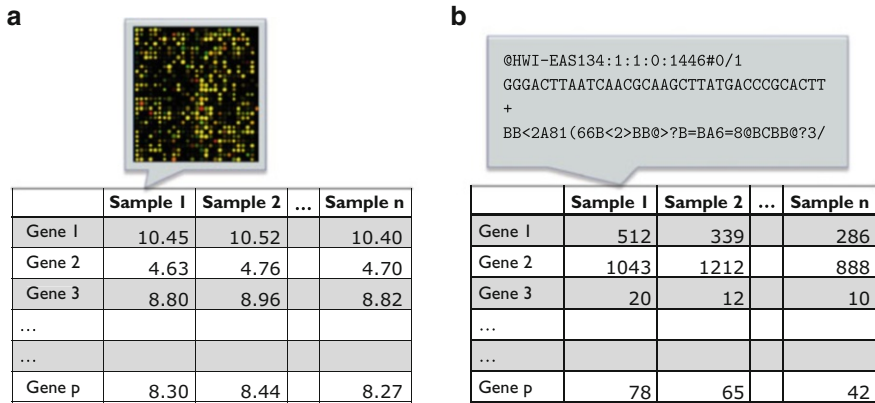 a
Sample 1 Sample 2 ... Sample n
Gene 1 10.45 10.52 10.40
Gene 2 4.63 4.76 4.70
Gene 3 8.80 8.96 8.82
...
...
Gene p 8.30 8.44 8.27
b
@HWI-EAS134:1:1:0:1446#0/1
GGGACTTAATCAACGCAAGCTTATGACCCGCACTT
+
BB<2A81(66B<2>BB@>?B=BA6=8@BCBB@?3/
Sample 1 Sample 2 ... Sample n
Gene 1 512 339 286
Gene 2 1043 1212 888
Gene 3 20 12 10
...
...
Gene p 78 65 42